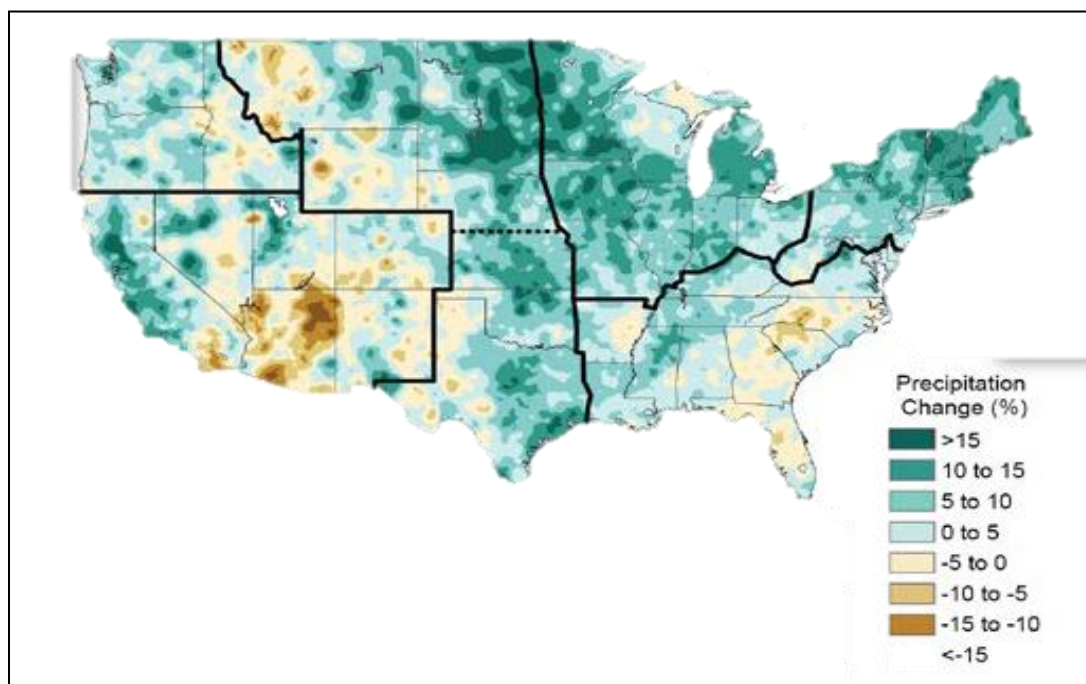 Precipitation
Change (%)
>15
10 to 15
5 to 10
0 to 5
-5 to 0
-10 to -5
-15 to -10
<-15